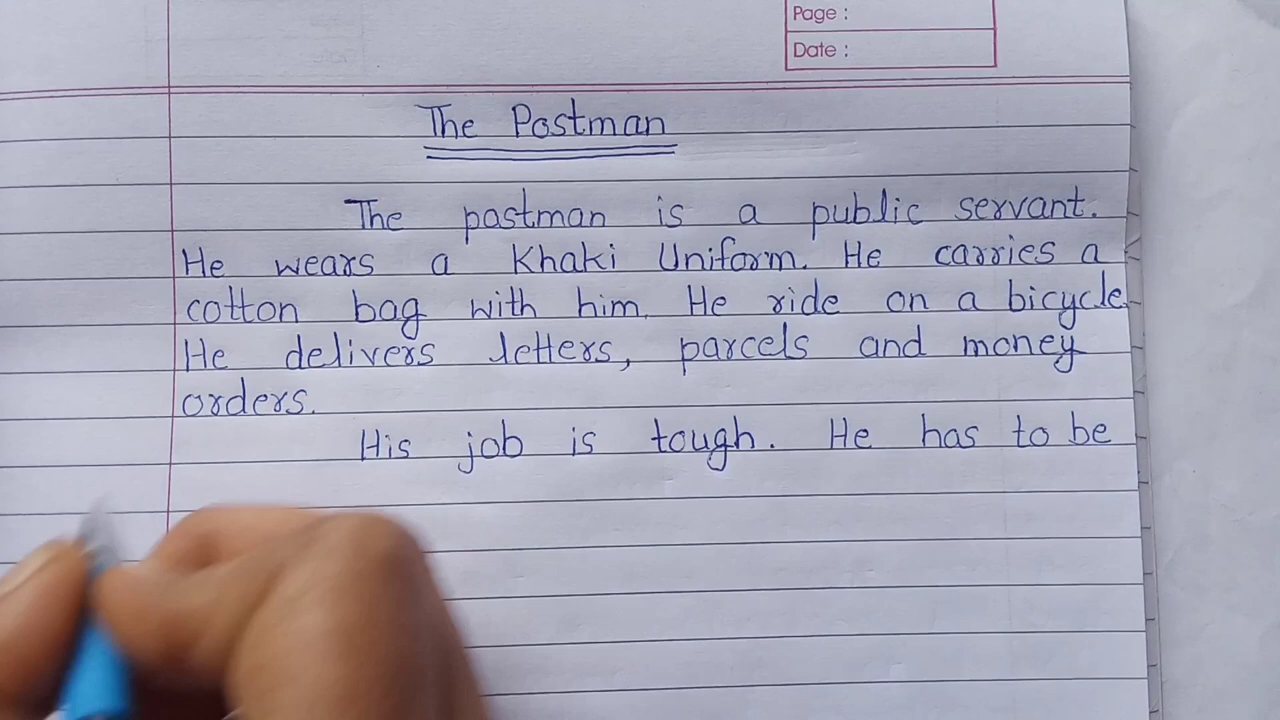 Page :
Date :
The Postman
The postman is a public servant.
He wears a Khaki Uniform. He carries a
cotton bag with him. He ride on a bicycle
He delivers letters, parcels and money
orders.
His job is tough. He has to be